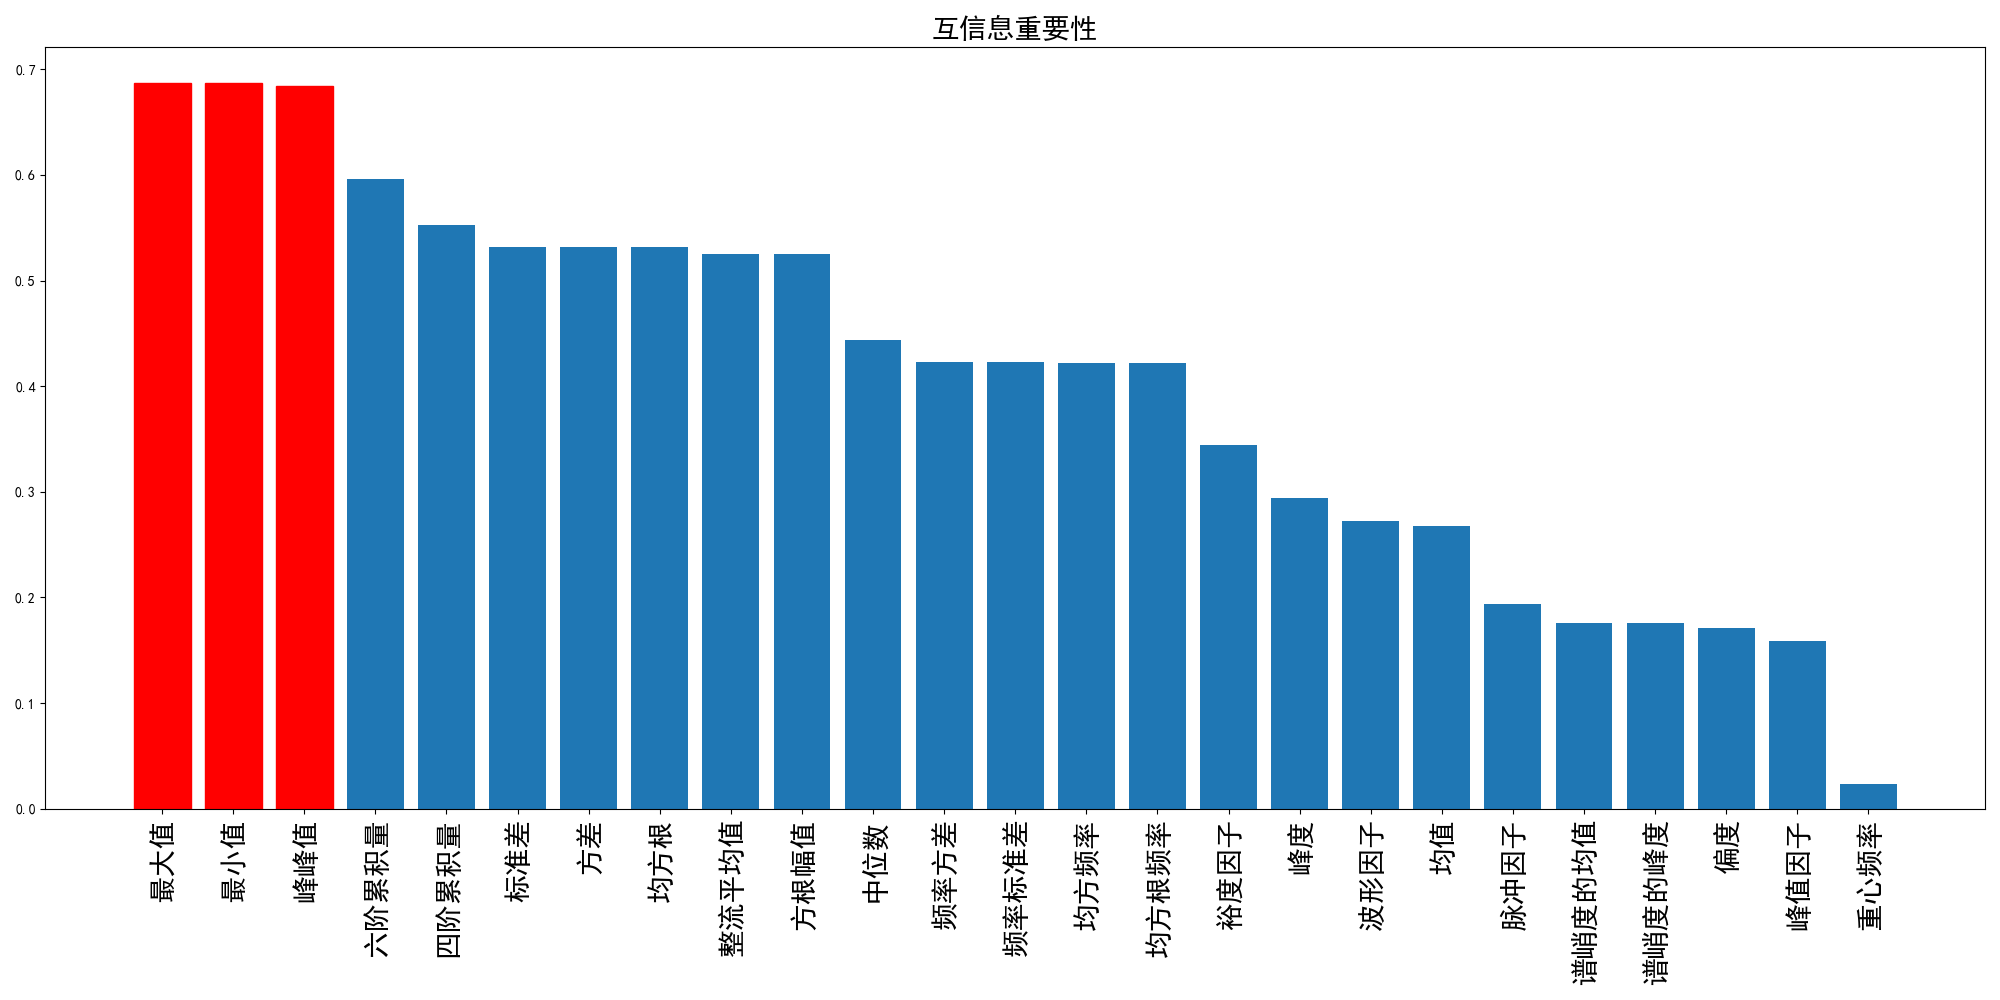 互信息重要性
0.7
0.6
0.5
0.4
0.3
0.2
0.1
0.0
最大值
最小值
峰峰值
六阶累积量
四阶累积量
标准差
方差
均方根
整流平均值
方根幅值
中位数
频率方差
频率标准差
均方频率
均方根频率
裕度因子
峰度
波形因子
均值
脉冲因子
谱峭度的均值
谱峭度的峰度
偏度
峰值因子
重心频率